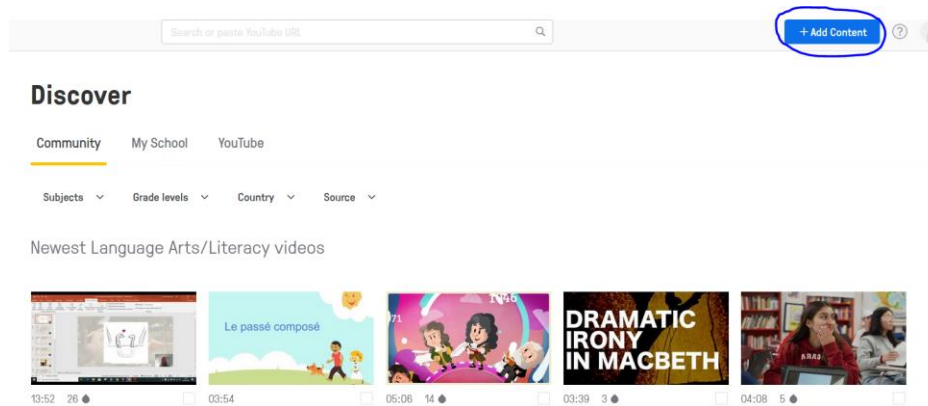 Search or paste YouTube URL
+ Add Content
?
Discover
Community My School YouTube
Subjects Grade levels Country Source
Newest Language Arts/Literacy videos
Le passé composé
1046
71
DRAMATIC
IRONY
IN MACBETH
13:52 26 03:54 05:06 14 03:39 3 04:08 5